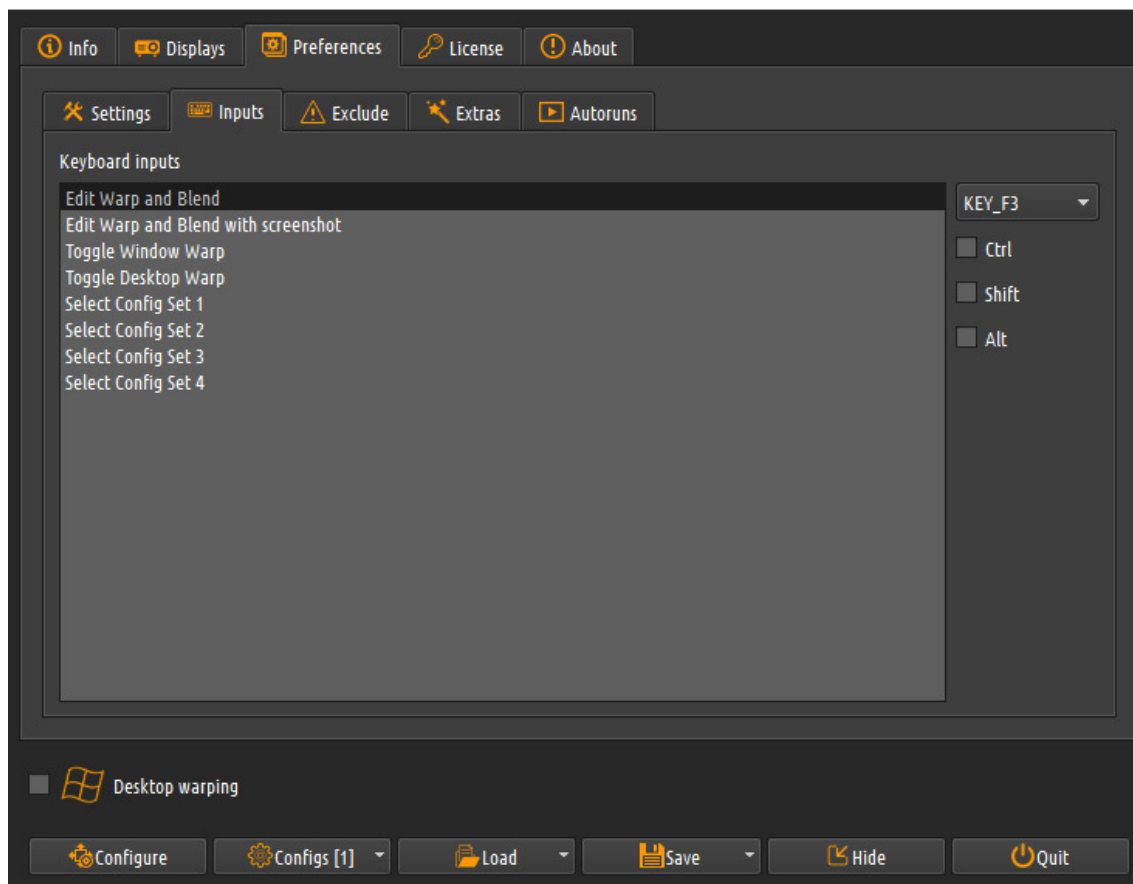 Info Displays Preferences License About
Settings Inputs Exclude Extras Autoruns
Keyboard inputs
Edit Warp and Blend
KEY_F3
Edit Warp and Blend with screenshot
Ctrl
Toggle Window Warp
Toggle Desktop Warp
Shift
Select Config Set 1
Select Config Set 2
Alt
Select Config Set 3
Select Config Set 4
Desktop warping
Configure Configs [1] Load Save Hide Quit